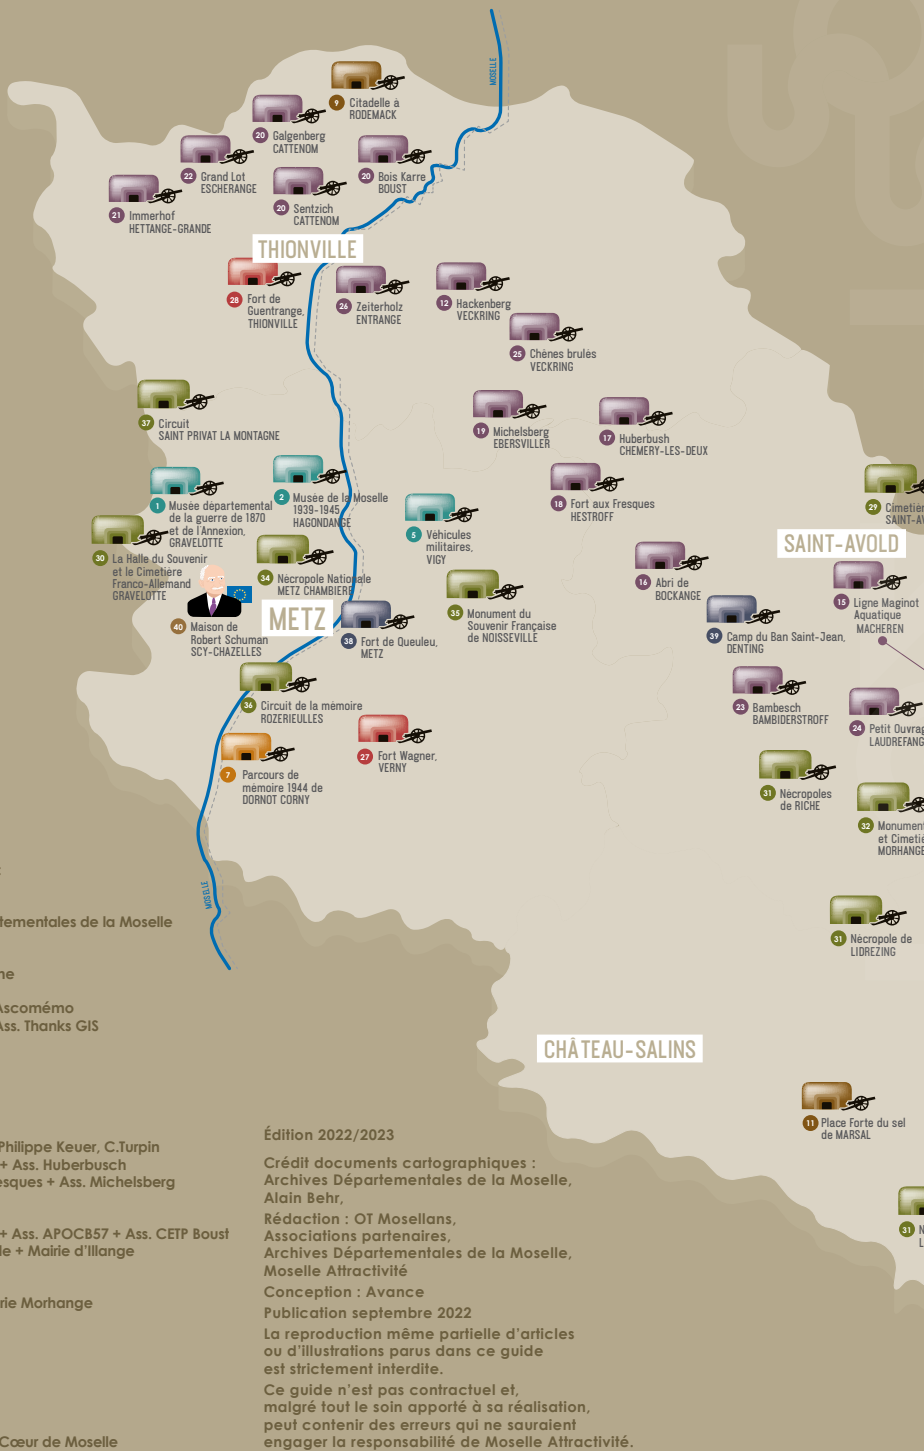 MOSELLE
9 Citadelle à
RODEMACK
20 Galgenberg
CATTENOM
22 Grand Lot
ESCHERANGE
20 Bois Karre
BOUST
21 Immerhof
HETTANGE-GRANDE
20 Sentzich
CATTENOM
THIONVILLE
28 Fort de
Guentrange,
THIONVILLE
26 Zeiterholz
ENTRANGE
12 Hackenberg
VECKRING
25 Chênes brulés
VECKRING
37 Circuit
SAINT PRIVAT LA MONTAGNE
19 Michelsberg
EBERSVILLER
17 Huberbush
CHEMERY-LES-DEUX
1 Musée départemental
de la guerre de 1870
et de l'Annexion,
GRAVELOTTE
2 Musée de la Moselle
1939-1945
HAGONDANGE
18 Fort aux Fresques
HESTROFF
29 Cimetièr
SAINT-AV
5 Véhicules
militaires,
VIGY
SAINT-AVOLD
30 La Halle du Souvenir
et le Cimetière
Franco-Allemand
GRAVELOTTE
34 Nécropole Nationale
METZ CHAMBIERE
16 Abri de
BOCKANGE
15 Ligne Maginot
Aquatique
MACHEREN
METZ
35 Monument du
Souvenir Française
de NOISSEVILLE
40 Maison de
Robert Schuman
SCY-CHAZELLES
38 Fort de Queuleu,
METZ
39 Camp du Ban Saint-Jean,
DENTING
36 Circuit de la mémoire
ROZERIEULLES
23 Bambesch
BAMBIDERSTROFF
24 Petit Ouvrag
LAUDREFANG
27 Fort Wagner,
VERNY
7 Parcours de
mémoire 1944 de
DORNOT CORNY
31 Nécropoles
de RICHE
32 Monument
et Cimetiè
MORHANGE
MOSELLE
31 Nécropole de
LIDREZING
CHÂTEAU-SALINS
11 Place Forte du sel
de MARSAL
31 N
L
tementales de la Moselle
ne
Ascomémo
Ass. Thanks GIS
Philippe Keuer, C.Turpin
+ Ass. Huberbusch
esques + Ass. Michelsberg
+ Ass. APOCB57 + Ass. CETP Boust
le + Mairie d'Illange
rie Morhange
Cœur de Moselle
Édition 2022/2023
Crédit documents cartographiques :
Archives Départementales de la Moselle,
Alain Behr,
Rédaction : OT Mosellans,
Associations partenaires,
Archives Départementales de la Moselle,
Moselle Attractivité
Conception : Avance
Publication septembre 2022
La reproduction même partielle d'articles
ou d'illustrations parus dans ce guide
est strictement interdite.
Ce guide n'est pas contractuel et,
malgré tout le soin apporté à sa réalisation,
peut contenir des erreurs qui ne sauraient
engager la responsabilité de Moselle Attractivité.